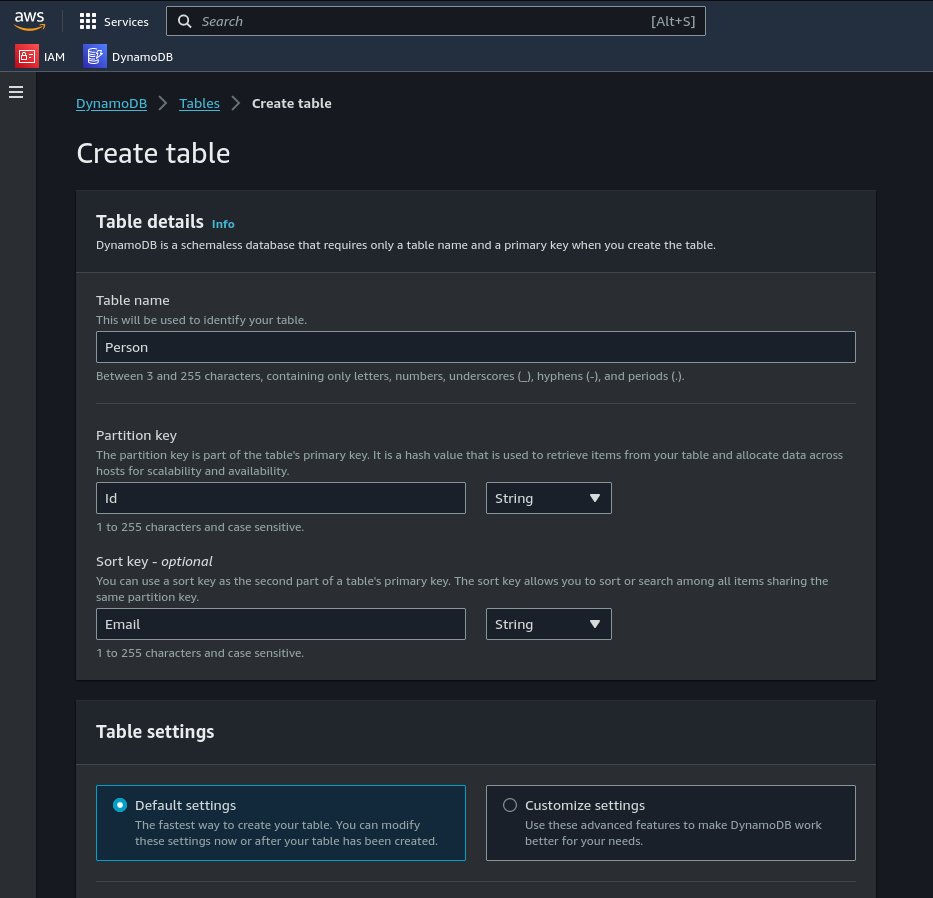 aws
Services
Search
[Alt+S]
IAM
DynamoDB
DynamoDB
Tables
Create table
Create table
Table details Info
DynamoDB is a schemaless database that requires only a table name and a primary key when you create the table.
Table name
This will be used to identify your table.
Person
Between 3 and 255 characters, containing only letters, numbers, underscores (_), hyphens (-), and periods (.).
Partition key
The partition key is part of the table's primary key. It is a hash value that is used to retrieve items from your table and allocate data across
hosts for scalability and availability.
Id
String
1 to 255 characters and case sensitive.
Sort key - optional
You can use a sort key as the second part of a table's primary key. The sort key allows you to sort or search among all items sharing the
same partition key.
Email
String
1 to 255 characters and case sensitive.
Table settings
Default settings
The fastest way to create your table. You can modify
these settings now or after your table has been created.
Customize settings
Use these advanced features to make DynamoDB work
better for your needs.